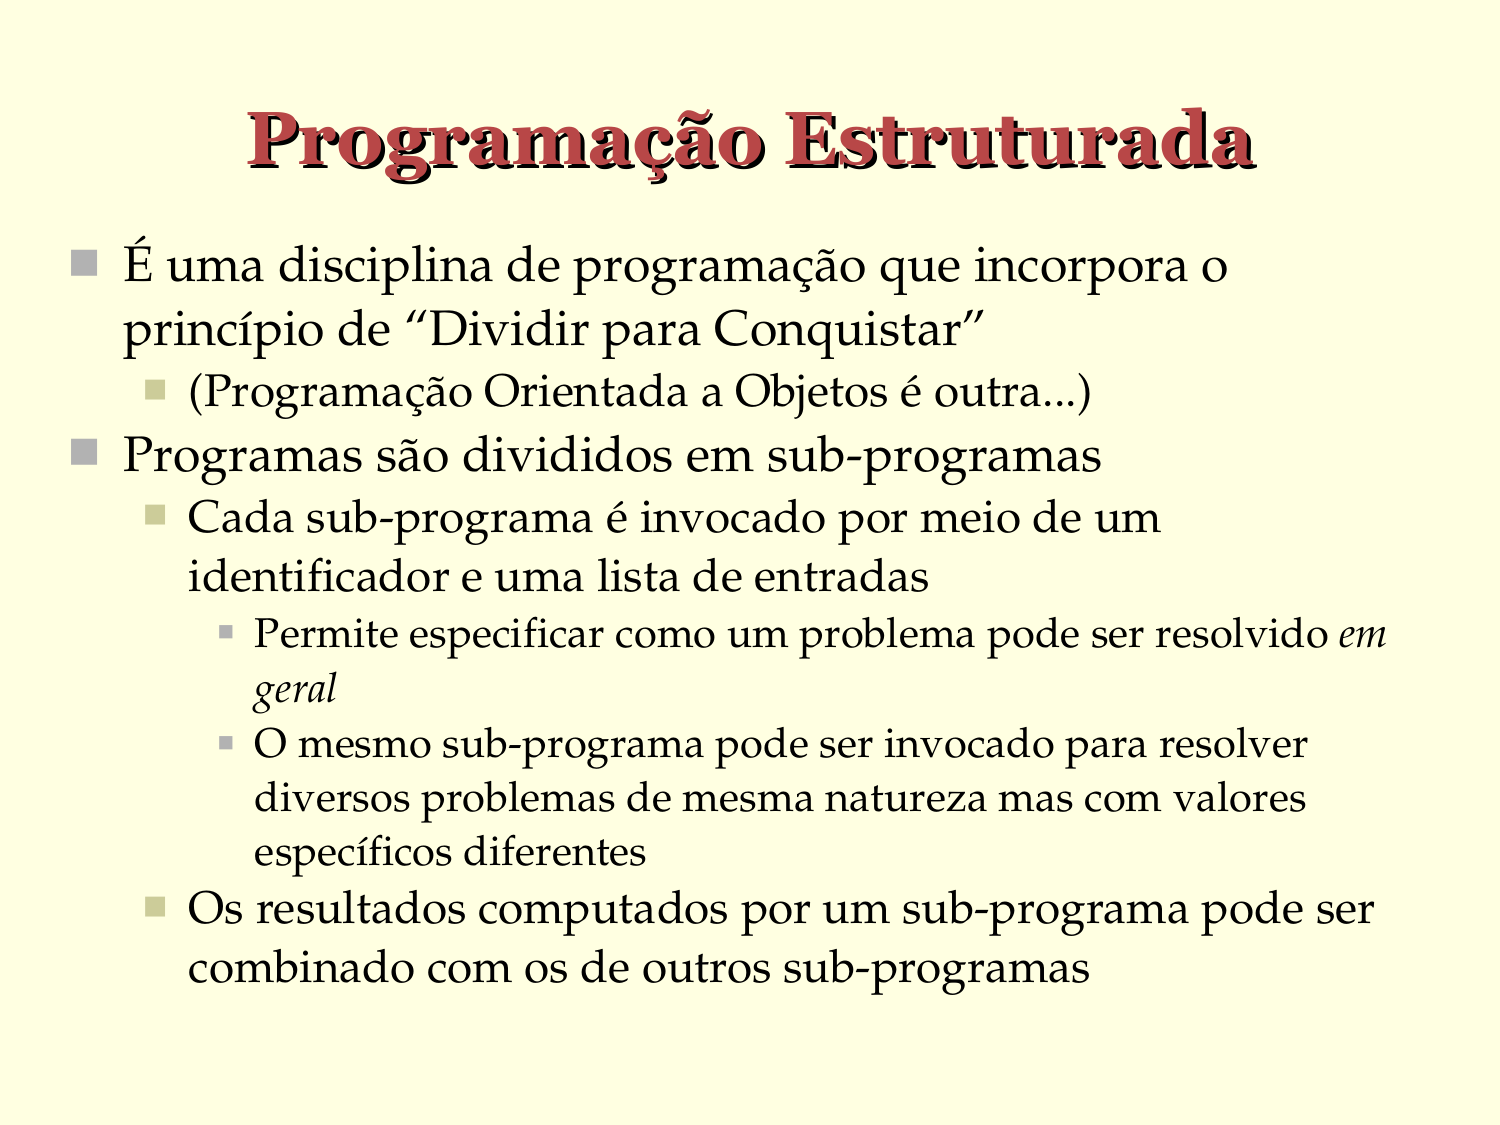 Programação Estruturada
É uma disciplina de programação que incorpora o
princípio de “Dividir para Conquistar”
(Programação Orientada a Objetos é outra...)
Programas são divididos em sub-programas
Cada sub-programa é invocado por meio de um
identificador e uma lista de entradas
Permite especificar como um problema pode ser resolvido em
geral
O mesmo sub-programa pode ser invocado para resolver
diversos problemas de mesma natureza mas com valores
específicos diferentes
Os resultados computados por um sub-programa pode ser
combinado com os de outros sub-programas